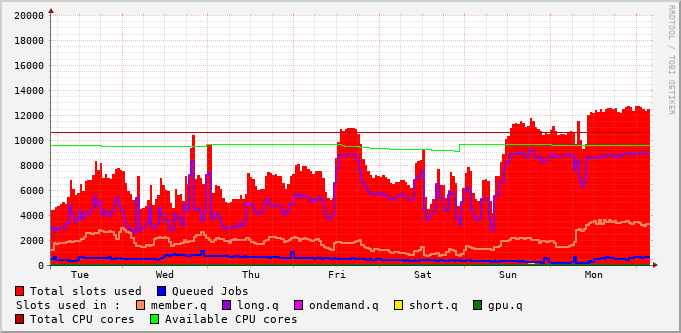 RRDTOOL / TOBI OETIKER
20000
18000
16000
14000
12000
10000
8000
6000
4000
2000
0
Tue Wed Thu Fri Sat Sun Mon
Total slots used Queued Jobs
Slots used in : member.q long.q ondemand.q short.q gpu.q
Total CPU cores Available CPU cores